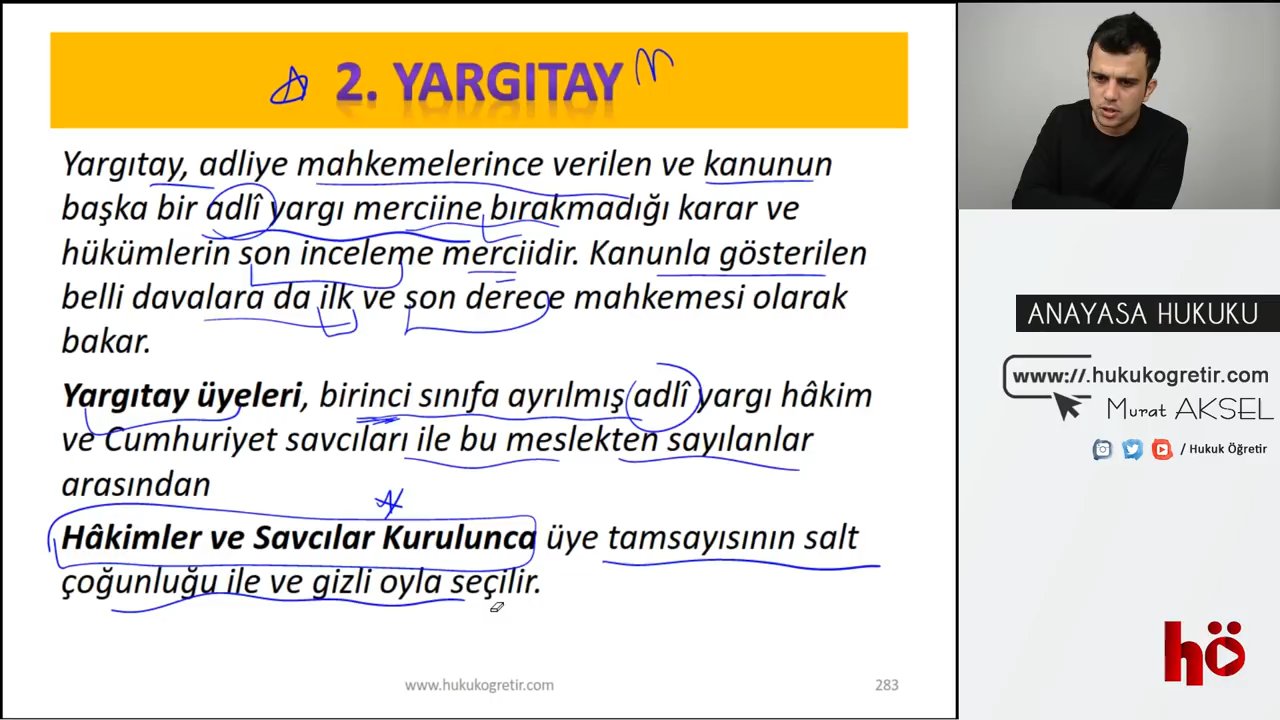 2. YARGITAY
Yargıtay, adliye mahkemelerince verilen ve kanunun
başka bir adlî yargı merciine bırakmadığı karar ve
hükümlerin son inceleme merciidir. Kanunla gösterilen
belli davalara da ilk ve son derece mahkemesi olarak
bakar.
Yargıtay üyeleri, birinci sınıfa ayrılmış adlî yargı hâkim
ve Cumhuriyet savcıları ile bu meslekten sayılanlar
arasından
Hâkimler ve Savcılar Kurulunca üye tamsayısının salt
çoğunluğu ile ve gizli oyla seçilir.
www.hukukogretir.com
283
ANAYASA HUKUKU
www://.hukukogretir.com
Murat AKSEL
/ Hukuk Öğretir
hö